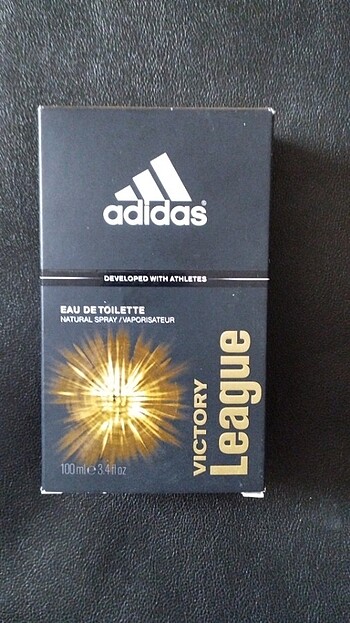 adidas®
DEVELOPED WITH ATHLETES
EAU DE TOILETTE
NATURAL SPRAY / VAPORISATEUR
VICTORY
League
100 ml ℮ 3.4 fl oz